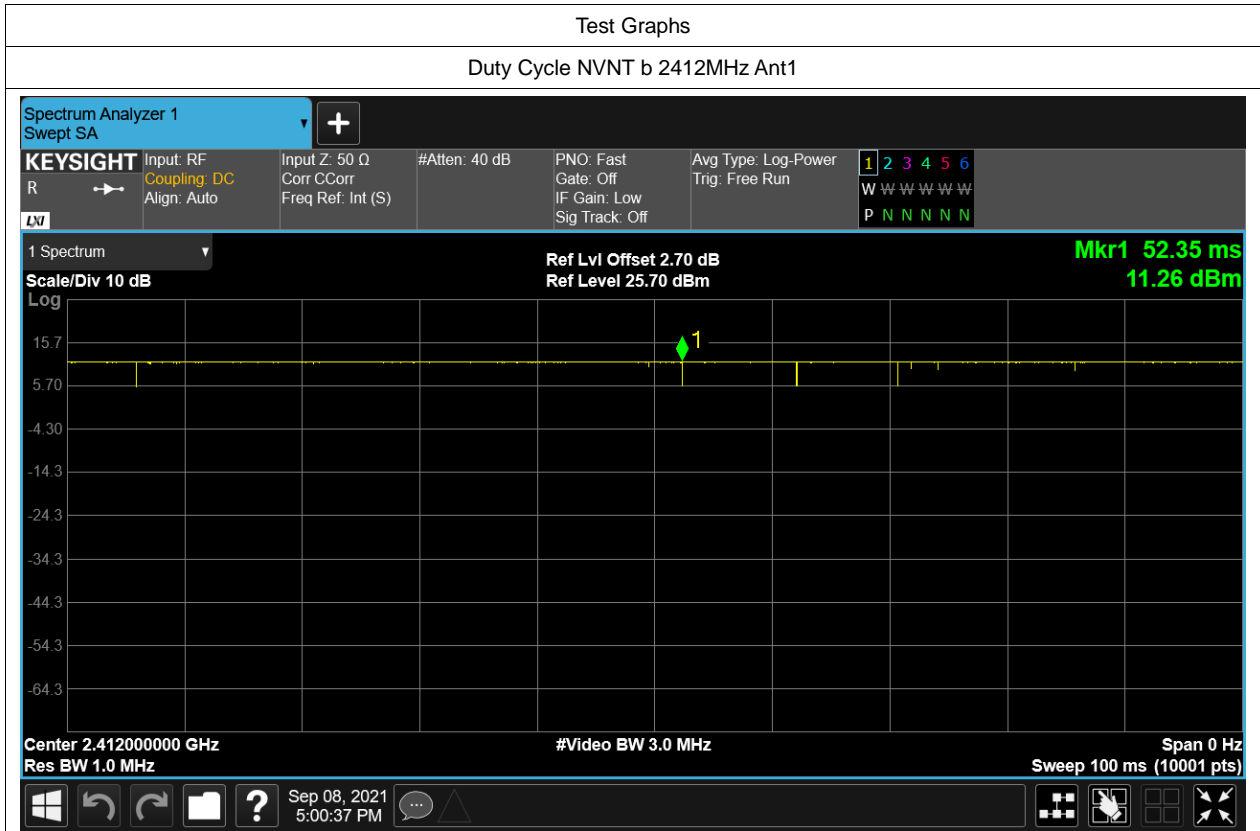 Test Graphs
Duty Cycle NVNT b 2412MHz Ant1
Spectrum Analyzer 1
Swept SA
KEYSIGHT
R
LXI
Input: RF
Coupling: DC
Align: Auto
Input Z: 50 Ω
Corr CCorr
Freq Ref: Int (S)
#Atten: 40 dB
PNO: Fast
Gate: Off
IF Gain: Low
Sig Track: Off
Avg Type: Log-Power
Trig: Free Run
1 2 3 4 5 6
W W W W W W
P N N N N N
1 Spectrum
Scale/Div 10 dB
Log
Ref Lvl Offset 2.70 dB
Ref Level 25.70 dBm
Mkr1 52.35 ms
11.26 dBm
1
15.7
5.70
-4.30
-14.3
-24.3
-34.3
-44.3
-54.3
-64.3
Center 2.412000000 GHz
Res BW 1.0 MHz
#Video BW 3.0 MHz
Span 0 Hz
Sweep 100 ms (10001 pts)
?
Sep 08, 2021
5:00:37 PM